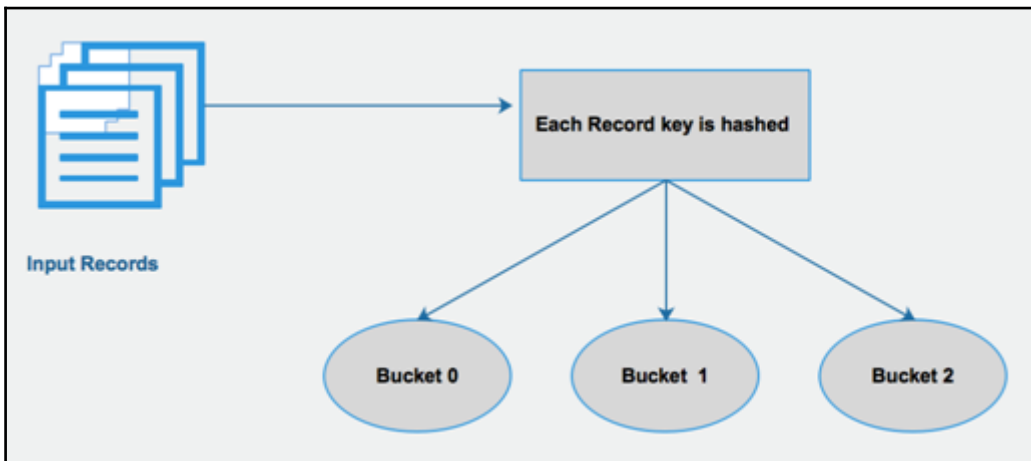 Each Record key is hashed
Input Records
Bucket 0
Bucket 1
Bucket 2